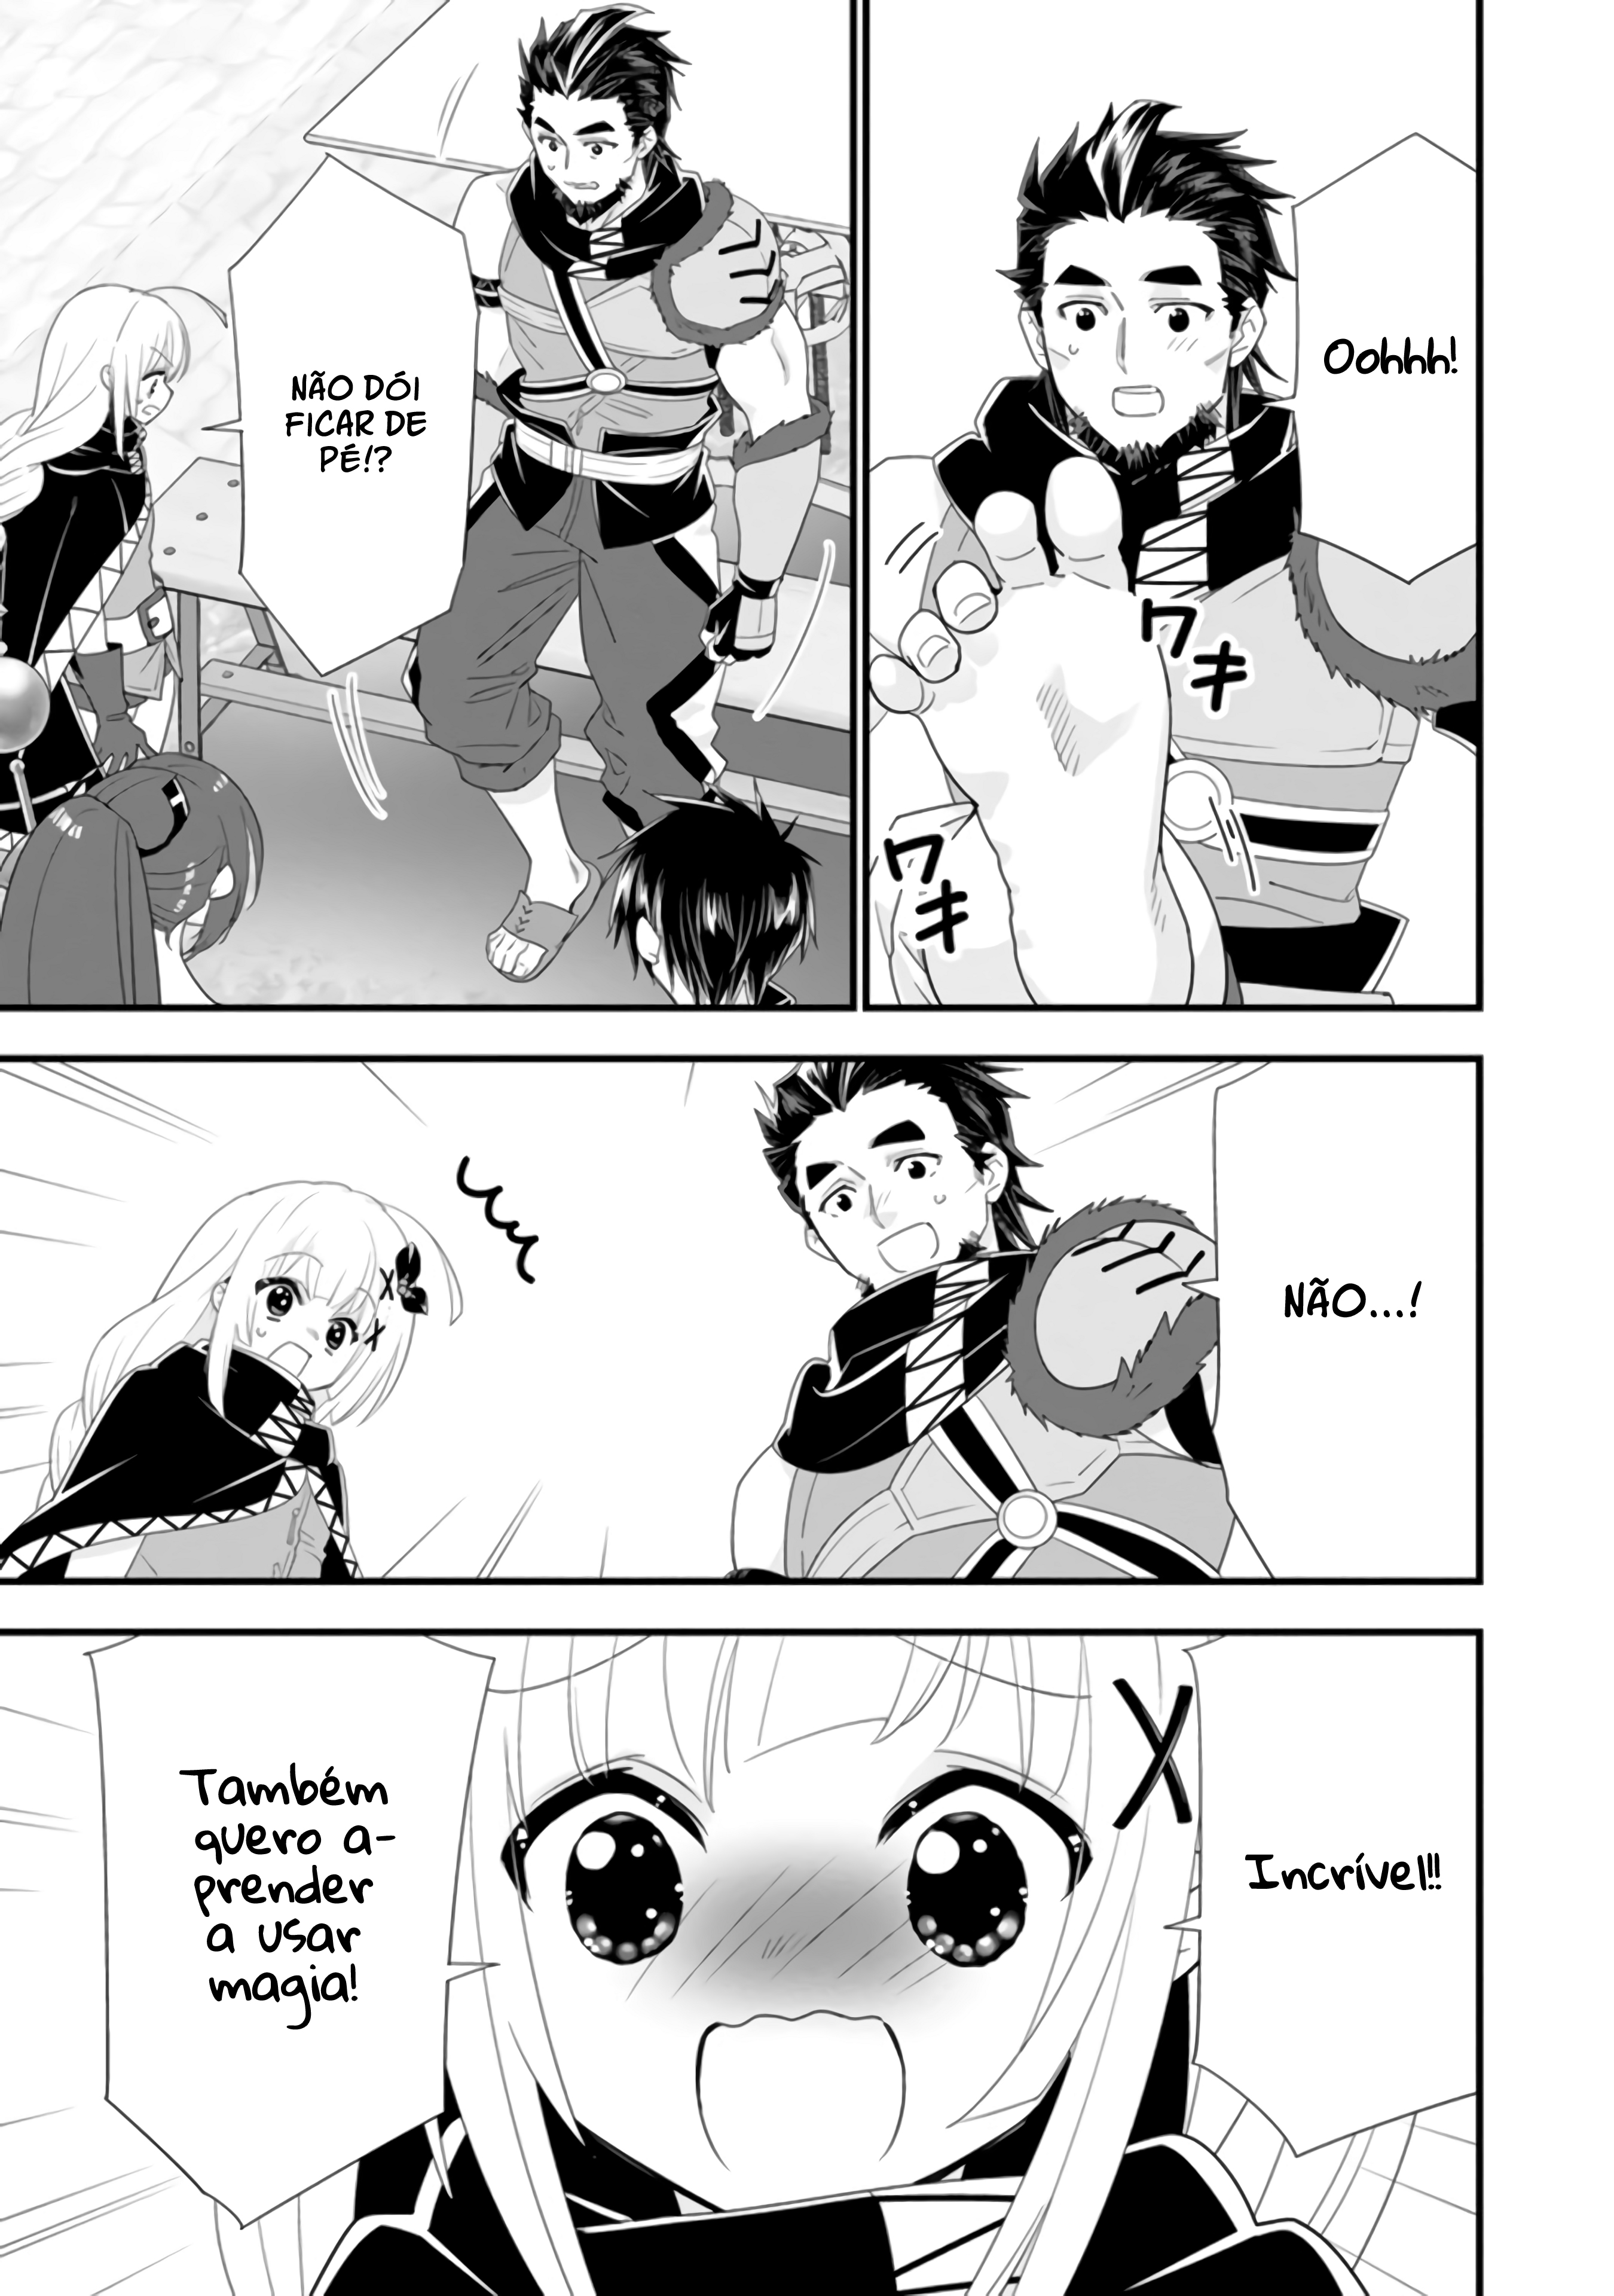 Oohhh!
ワキ
ワキ
NÃO DÓI
FICAR DE
PÉ!?
NÃO...!
Incrível!!
Também
quero a-
prender
a usar
magia!